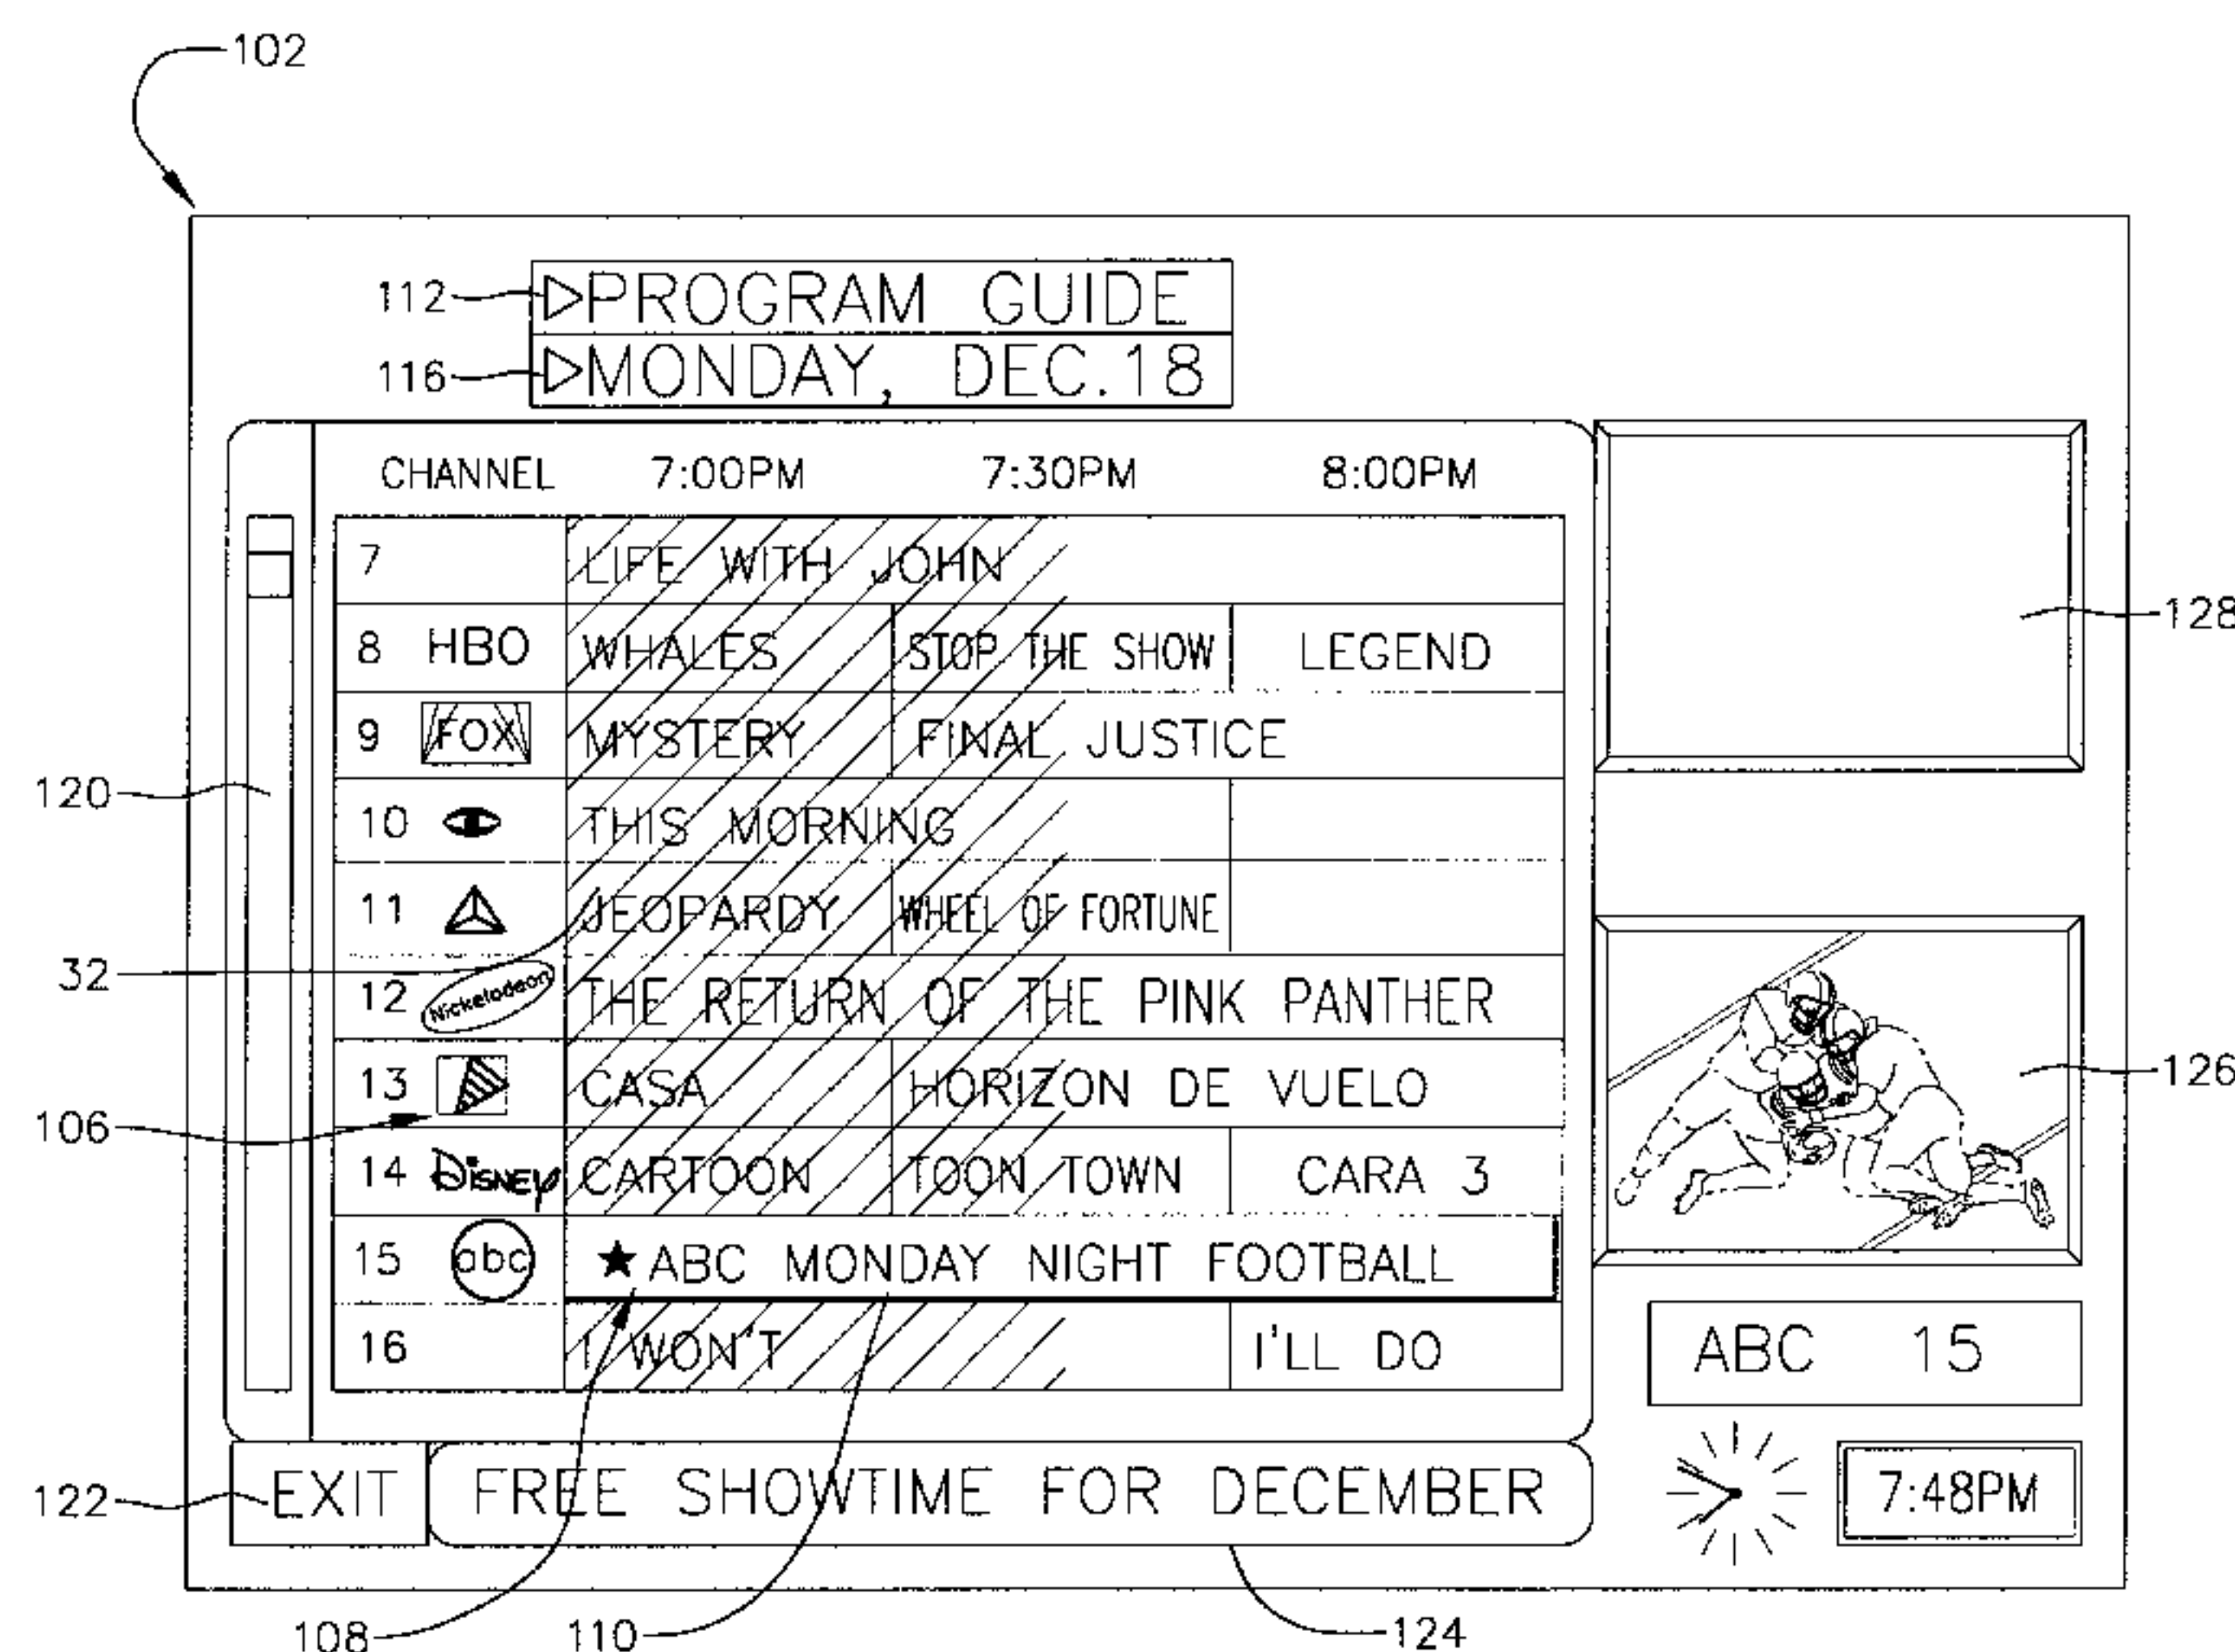 102
112 PROGRAM GUIDE
116 MONDAY, DEC.18
CHANNEL 7:00PM 7:30PM 8:00PM
7 LIFE WITH JOHN
8 HBO WHALES STOP THE SHOW LEGEND
128
9 FOX MYSTERY FINAL JUSTICE
120
10 THIS MORNING
11 JEOPARDY WHEEL OF FORTUNE
32
12 Nickelodeon THE RETURN OF THE PINK PANTHER
13 CASA HORIZON DE VUELO
126
106
14 DISNEY CARTOON TOON TOWN CARA 3
15 abc ★ABC MONDAY NIGHT FOOTBALL
16 I WON'T I'LL DO
ABC 15
122 EXIT FREE SHOWTIME FOR DECEMBER 7:48PM
108 110 124